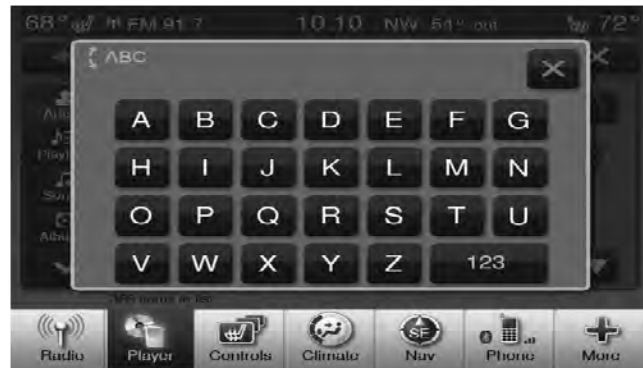 68° FM 91.7 10:10 NW 54° out 72°
ABC
A B C D E F G
H I J K L M N
O P Q R S T U
V W X Y Z 123
Radio Player Controls Climate Nav Phone More